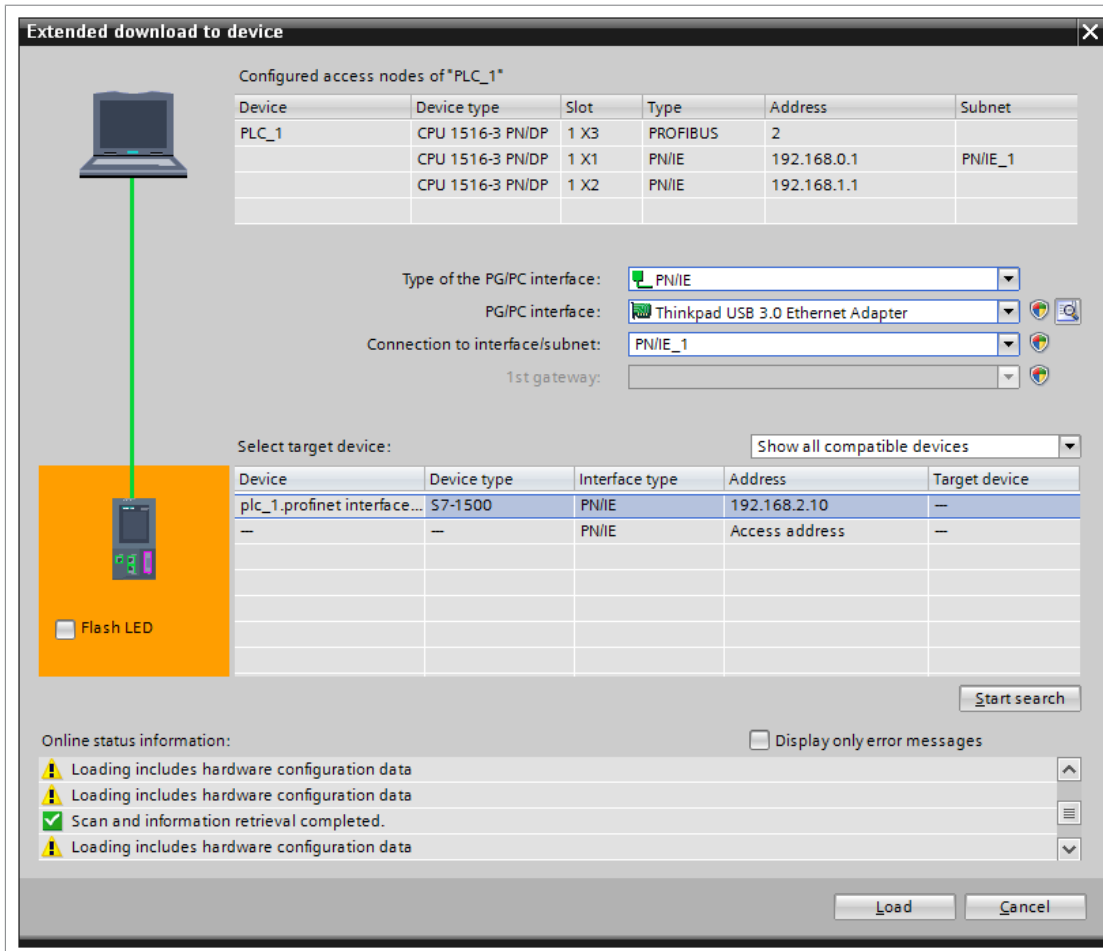 Extended download to device
Configured access nodes of "PLC_1"
Device Device type Slot Type Address Subnet
PLC_1 CPU 1516-3 PN/DP 1 X3 PROFIBUS 2
CPU 1516-3 PN/DP 1 X1 PN/IE 192.168.0.1 PN/IE_1
CPU 1516-3 PN/DP 1 X2 PN/IE 192.168.1.1
Type of the PG/PC interface: PN/IE
PG/PC interface: Thinkpad USB 3.0 Ethernet Adapter
Connection to interface/subnet: PN/IE_1
1st gateway:
Select target device: Show all compatible devices
Device Device type Interface type Address Target device
plc_1.profinet interface... S7-1500 PN/IE 192.168.2.10 —
— — PN/IE Access address —
Flash LED
Start search
Online status information: Display only error messages
Loading includes hardware configuration data
Loading includes hardware configuration data
Scan and information retrieval completed.
Loading includes hardware configuration data
Load Cancel